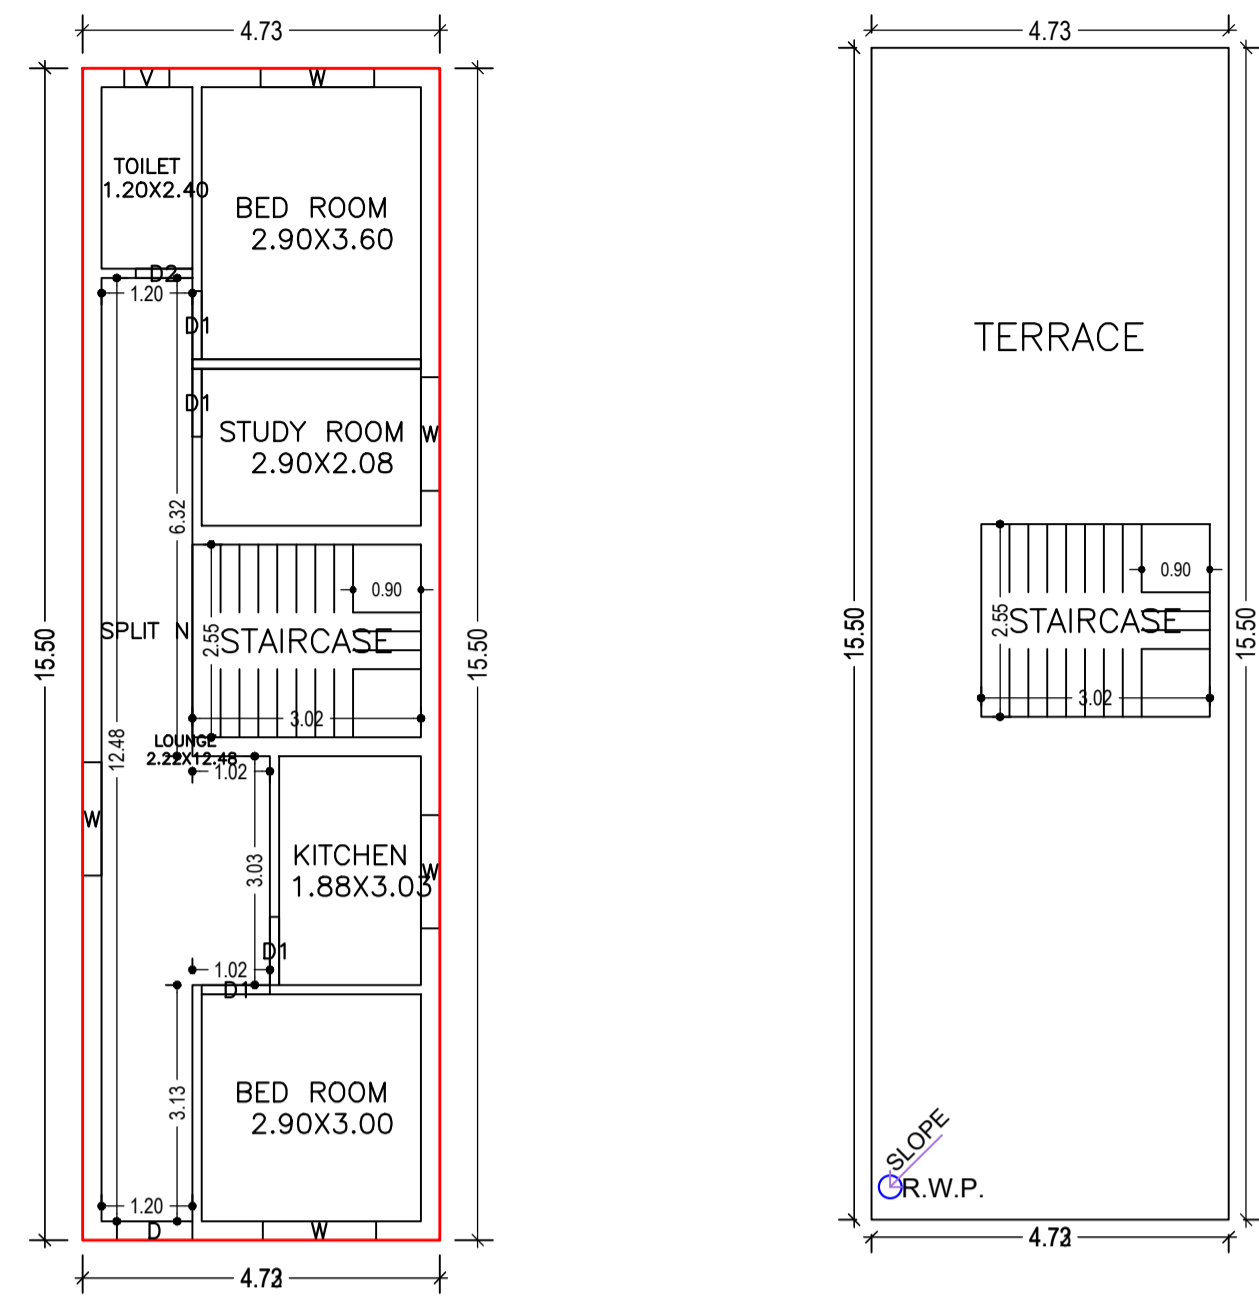 4.73
V
W
TOILET
1.20X2.40
BED ROOM
2.90X3.60
D2
1.20
D1
D1
STUDY ROOM
2.90X2.08
W
6.32
0.90
SPLIT N
2.55
STAIRCASE
15.50
15.50
3.02
LOUNGE
2.22X12.48
12.48
1.02
W
KITCHEN
1.88X3.03
W
3.03
D1
1.02
D1
BED ROOM
2.90X3.00
3.13
1.20
D
W
4.73
TERRACE
0.90
2.55
STAIRCASE
15.50
15.50
3.02
SLOPE
R.W.P.